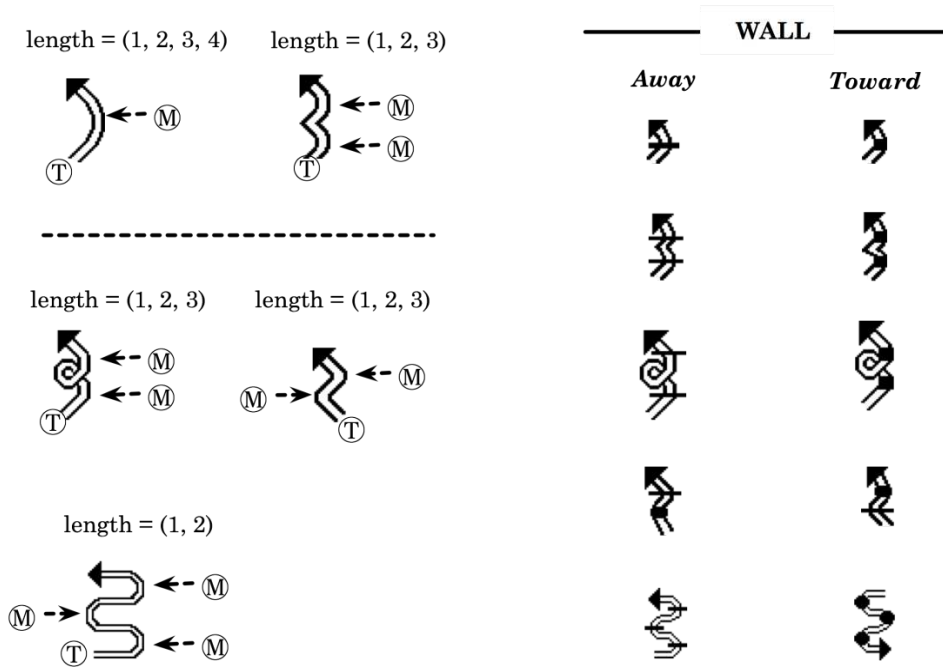 length = (1, 2, 3, 4)
length = (1, 2, 3)
WALL
Away
Toward
M
T
M
M
T
length = (1, 2, 3)
length = (1, 2, 3)
M
M
T
M
M
T
length = (1, 2)
M
M
M
T